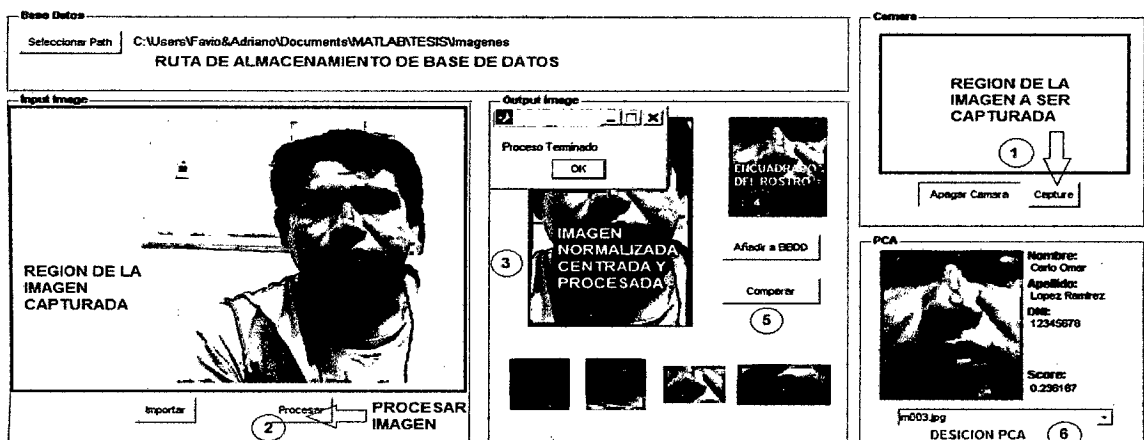 Base Datos
Seleccionar Path
C:\Users\Favio&Adriano\Documents\MATLAB\TESIS\Imagenes
RUTA DE ALMACENAMIENTO DE BASE DE DATOS
Input Image
REGION DE LA
IMAGEN
CAPTURADA
Importar
Procesar
PROCESAR
IMAGEN
2
Output Image
Proceso Terminado
OK
3
IMAGEN
NORMALIZADA
CENTRADA Y
PROCESADA
ENCUADRADO
DEL ROSTRO
Añadir a BBDD
Comparar
5
Camara
REGION DE LA
IMAGEN A SER
CAPTURADA
1
Apagar Camara
Capture
PCA
Nombre:
Carlo Omar
Apellido:
Lopez Ramirez
DNI:
12345678
Score:
0.236167
im003.jpg
DESICION PCA
6